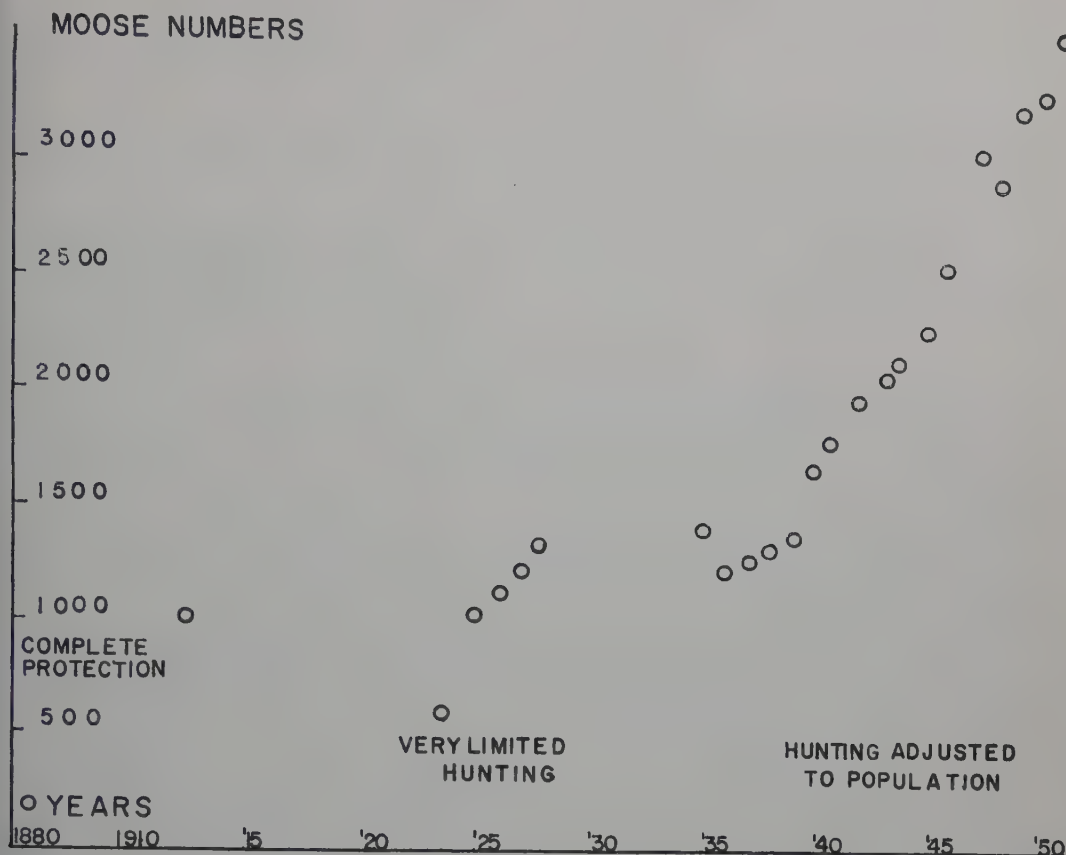 MOOSE NUMBERS
3000
2500
2000
1500
1000
COMPLETE
PROTECTION
500
VERY LIMITED
HUNTING
HUNTING ADJUSTED
TO POPULATION
0 YEARS
1880 1910 '15 '20 '25 '30 '35 '40 '45 '50